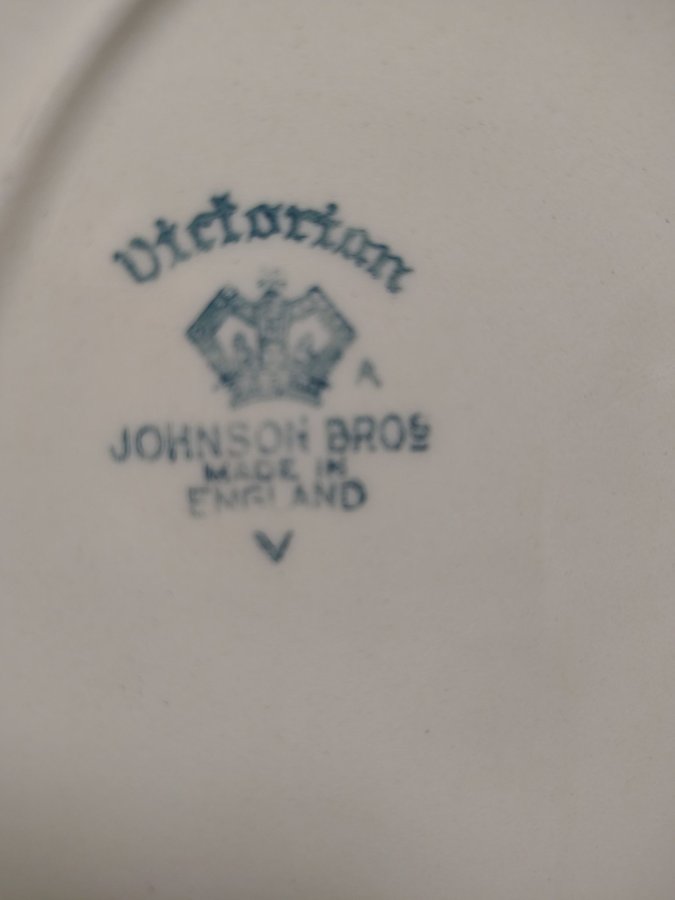 Victorian
A
JOHNSON BROS
MADE IN
ENGLAND
V